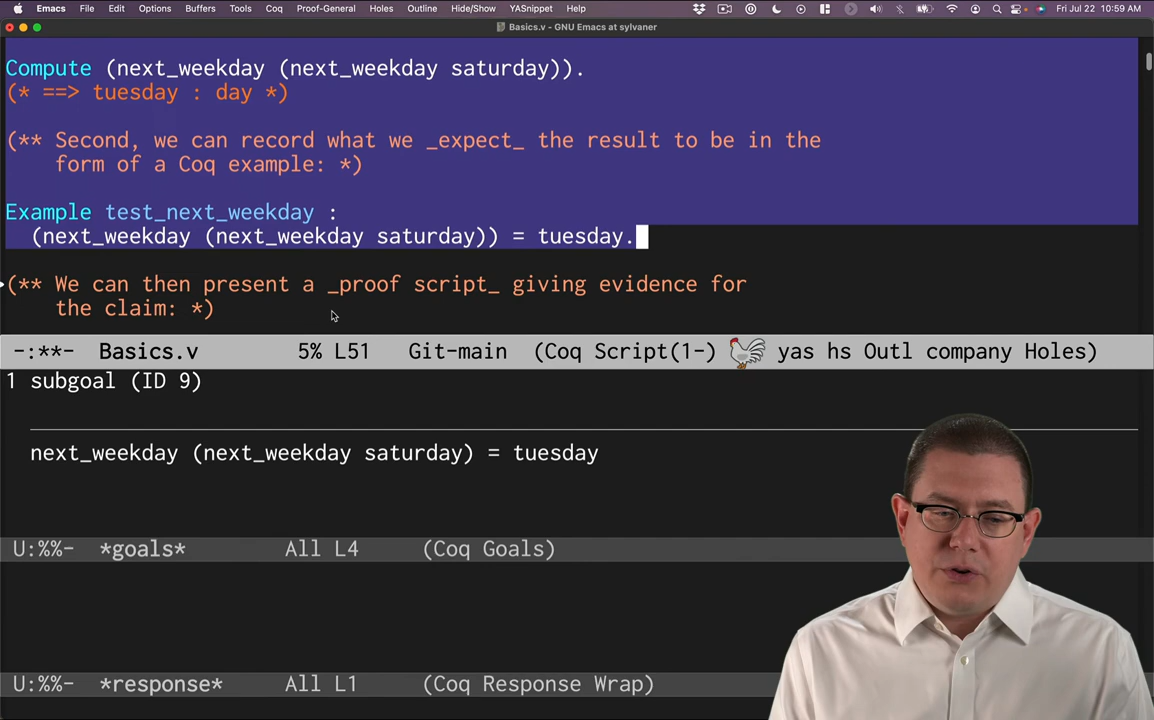 Emacs File Edit Options Buffers Tools Coq Proof-General Holes Outline Hide/Show YASnippet Help Fri Jul 22 10:59 AM
Basics.v - GNU Emacs at sylvaner
Compute (next_weekday (next_weekday saturday)).
(* ==> tuesday : day *)
(** Second, we can record what we _expect_ the result to be in the
form of a Coq example: *)
Example test_next_weekday :
(next_weekday (next_weekday saturday)) = tuesday.
(** We can then present a _proof script_ giving evidence for
the claim: *)
-:**- Basics.v 5% L51 Git-main (Coq Script(1-) 🐓 yas hs Outl company Holes)
1 subgoal (ID 9)
next_weekday (next_weekday saturday) = tuesday
U:%%- *goals* All L4 (Coq Goals)
U:%%- *response* All L1 (Coq Response Wrap)